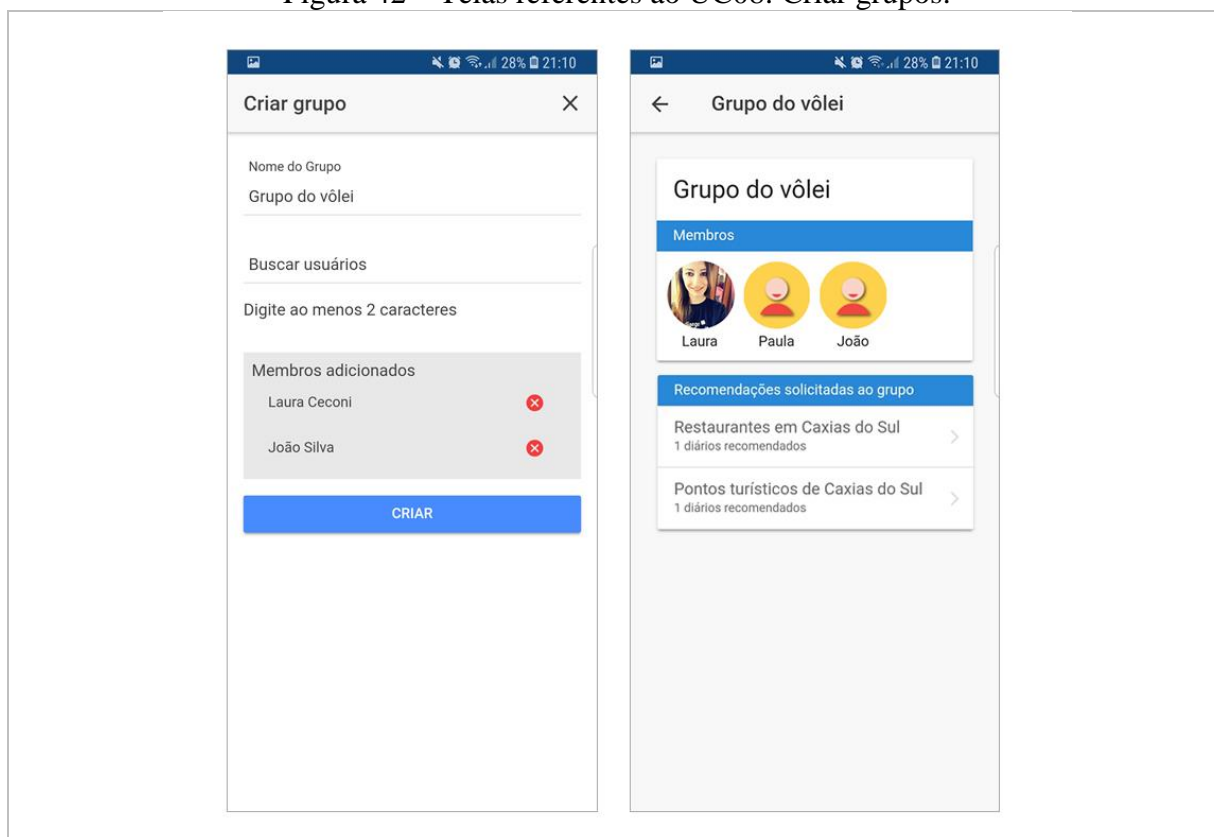 Figura 42 – Telas referentes ao UC08: Criar grupos.
28% 21:10
Criar grupo
Nome do Grupo
Grupo do vôlei
Buscar usuários
Digite ao menos 2 caracteres
Membros adicionados
Laura Ceconi
João Silva
CRIAR
28% 21:10
Grupo do vôlei
Grupo do vôlei
Membros
Laura Paula João
Recomendações solicitadas ao grupo
Restaurantes em Caxias do Sul
1 diários recomendados
Pontos turísticos de Caxias do Sul
1 diários recomendados